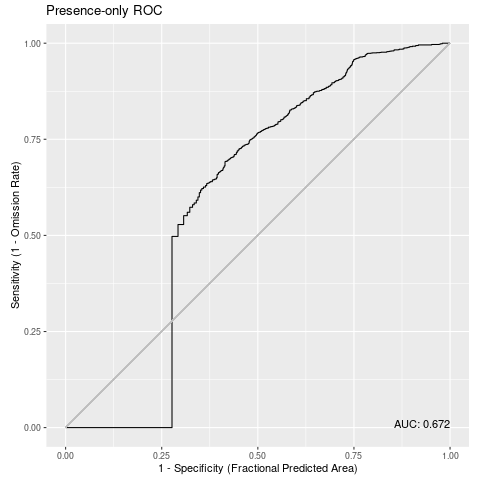 Presence-only ROC
Sensitivity (1 - Omission Rate)
1.00
0.75
0.50
0.25
0.00
AUC: 0.672
0.00 0.25 0.50 0.75 1.00
1 - Specificity (Fractional Predicted Area)